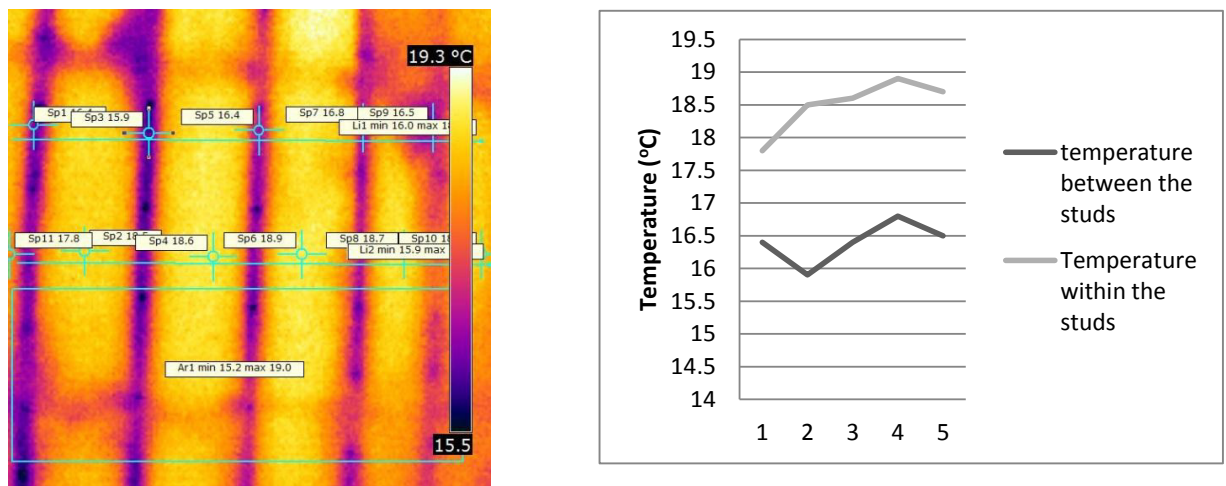 19.3 °C
Sp1
Sp3 15.9
Sp5 16.4
Sp7 16.8
Sp9 16.5
Li1 min 16.0 max
Sp11 17.8
Sp2
Sp4 18.6
Sp6 18.9
Sp8 18.7
Sp10
Li2 min 15.9 max
Ar1 min 15.2 max 19.0
15.5
Temperature (ºC)
19.5
19
18.5
18
17.5
17
16.5
16
15.5
15
14.5
14
1 2 3 4 5
temperature
between the
studs
Temperature
within the
studs